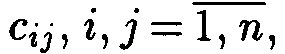 c_{ij}, i, j = \overline{1, n},